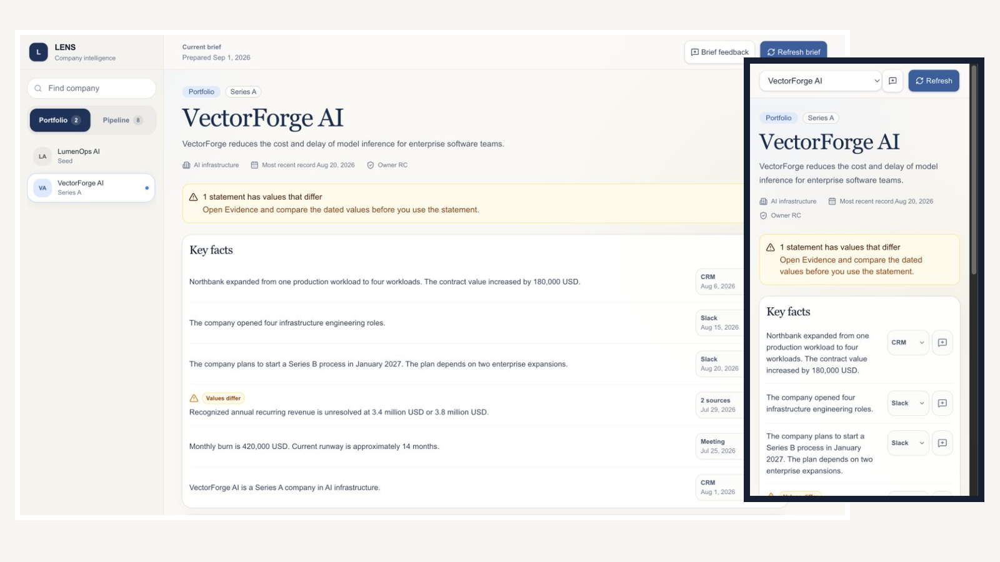 L
LENS
Company intelligence
Find company
Portfolio 2
Pipeline 8
LA
LumenOps AI
Seed
VA
VectorForge AI
Series A
Current brief
Prepared Sep 1, 2026
Brief feedback
Refresh brief
Portfolio
Series A
VectorForge AI
VectorForge reduces the cost and delay of model inference for enterprise software teams.
AI infrastructure
Most recent record Aug 20, 2026
Owner RC
1 statement has values that differ
Open Evidence and compare the dated values before you use the statement.
Key facts
Northbank expanded from one production workload to four workloads. The contract value increased by 180,000 USD.
CRM
Aug 6, 2026
The company opened four infrastructure engineering roles.
Slack
Aug 15, 2026
The company plans to start a Series B process in January 2027. The plan depends on two enterprise expansions.
Slack
Aug 20, 2026
Values differ
Recognized annual recurring revenue is unresolved at 3.4 million USD or 3.8 million USD.
2 sources
Jul 29, 2026
Monthly burn is 420,000 USD. Current runway is approximately 14 months.
Meeting
Jul 25, 2026
VectorForge AI is a Series A company in AI infrastructure.
CRM
Aug 1, 2026
VectorForge AI
Refresh
Portfolio
Series A
VectorForge AI
VectorForge reduces the cost and delay of model
inference for enterprise software teams.
AI infrastructure
Most recent record Aug 20, 2026
Owner RC
1 statement has values that differ
Open Evidence and compare the dated
values before you use the statement.
Key facts
Northbank expanded from one
production workload to four
workloads. The contract value
increased by 180,000 USD.
CRM
The company opened four
infrastructure engineering roles.
Slack
The company plans to start a
Series B process in January
2027. The plan depends on two
enterprise expansions.
Slack